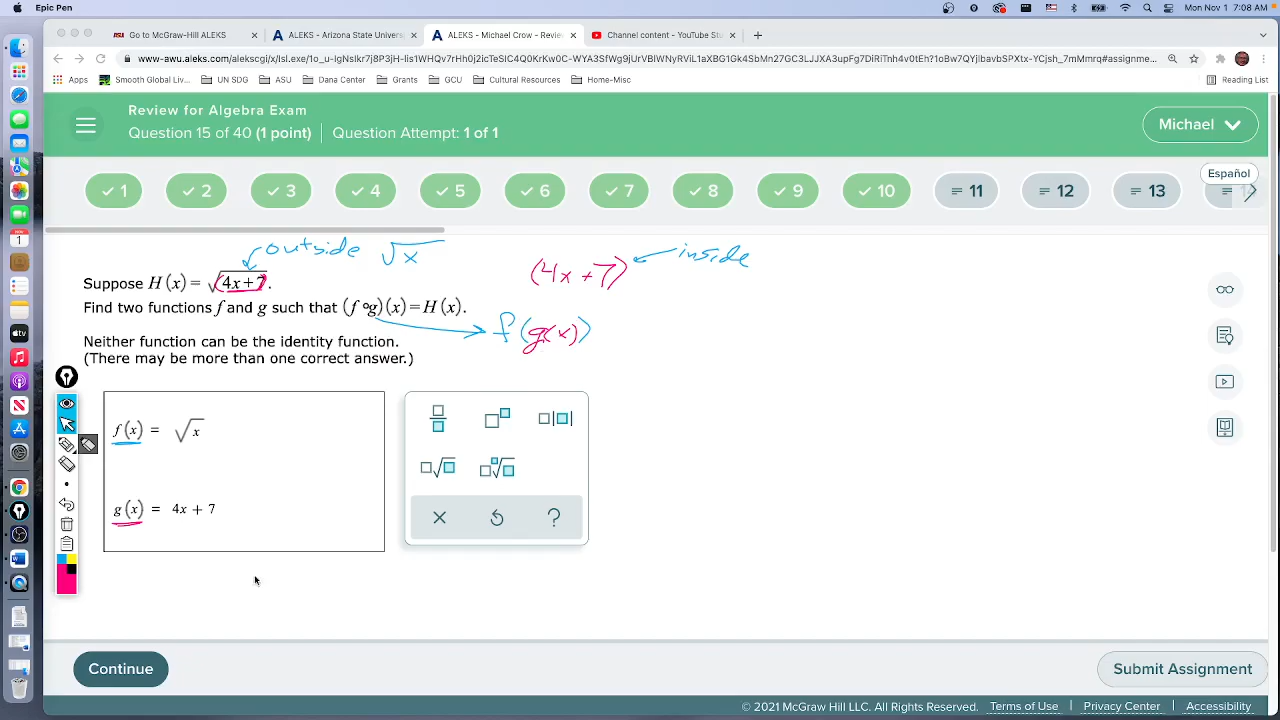 Epic Pen
Mon Nov 1 7:08 AM
Go to McGraw-Hill ALEKS
ALEKS - Arizona State Univers
ALEKS - Michael Crow - Revie
Channel content - YouTube Stu
Apps
Smooth Global Liv...
UN SDG
ASU
Dana Center
Grants
GCU
Cultural Resources
Home-Misc
Reading List
Review for Algebra Exam
Question 15 of 40 (1 point)
Question Attempt: 1 of 1
Michael
Español
1 2 3 4 5 6 7 8 9 10 11 12 13
outside √x
(4x+7) inside
Suppose H(x) = √(4x+7).
Find two functions f and g such that (f∘g)(x)=H(x).
f(g(x))
Neither function can be the identity function.
(There may be more than one correct answer.)
f(x) = √x
g(x) = 4x + 7
Continue
Submit Assignment
© 2021 McGraw Hill LLC. All Rights Reserved. Terms of Use Privacy Center Accessibility